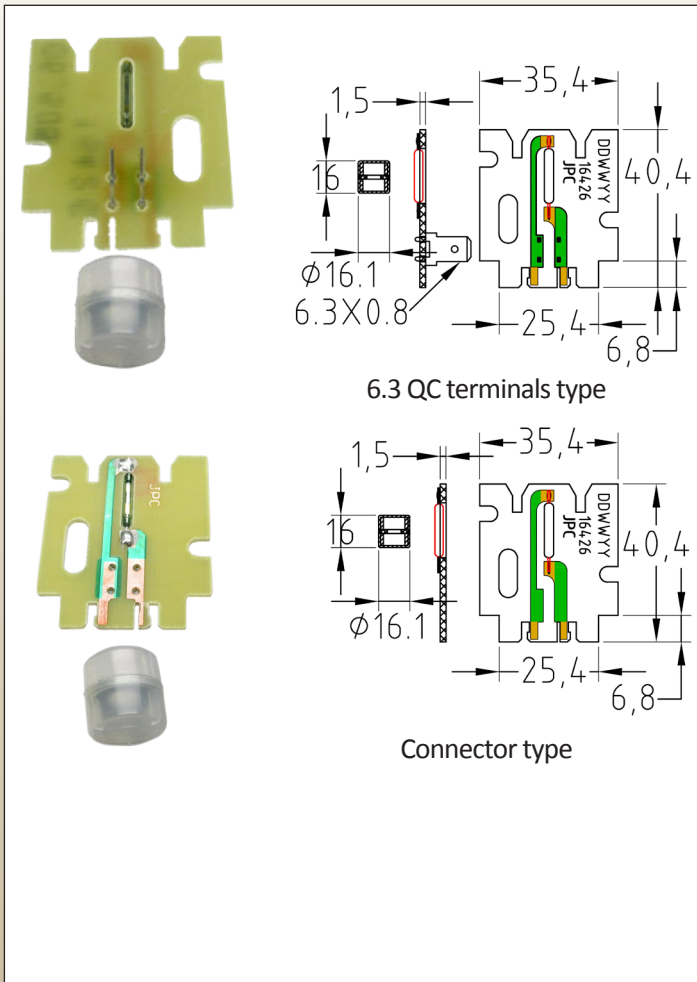 35,4
1,5
16
Φ16.1
6.3X0.8
DDWWYY
16426
JPC
40,4
25,4
6,8
6.3 QC terminals type
JPC
35,4
1,5
16
Φ16.1
DDWWYY
16426
JPC
40,4
25,4
6,8
Connector type